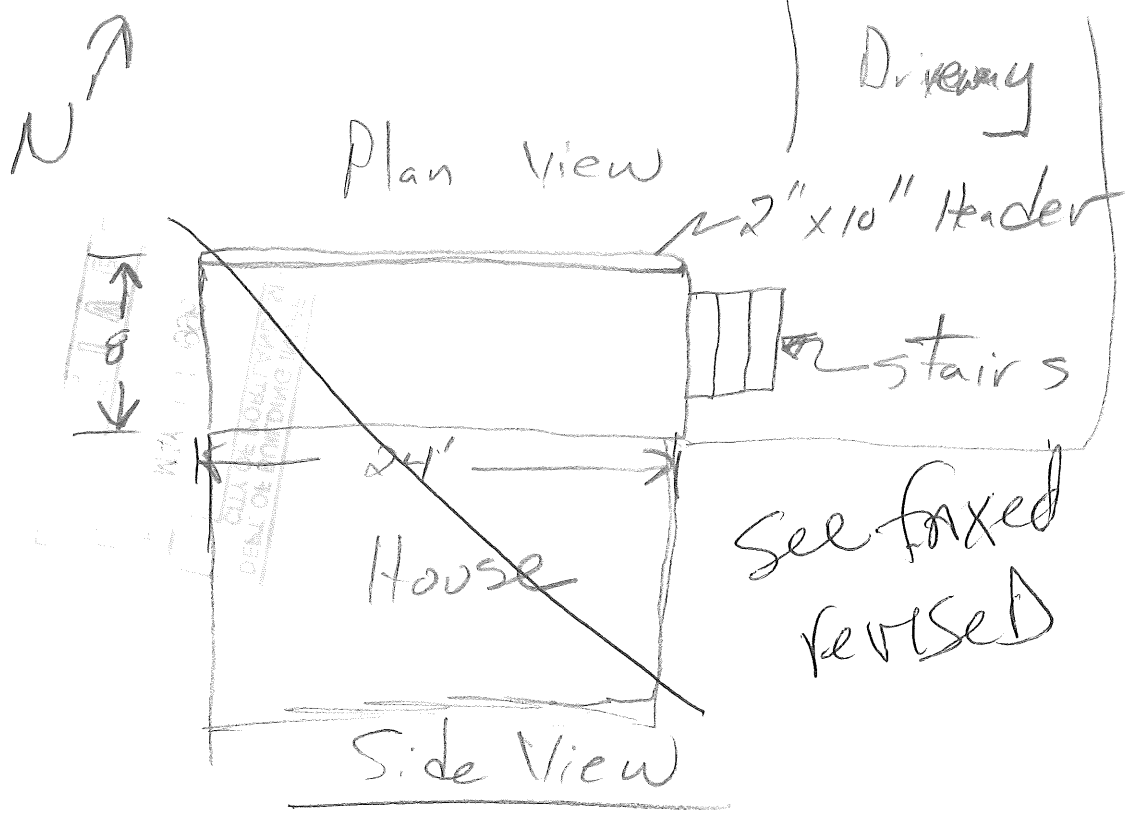 N
Driveway
Plan View
2"x10" Header
8'
stairs
24'
House
See faxed
revised
Side View